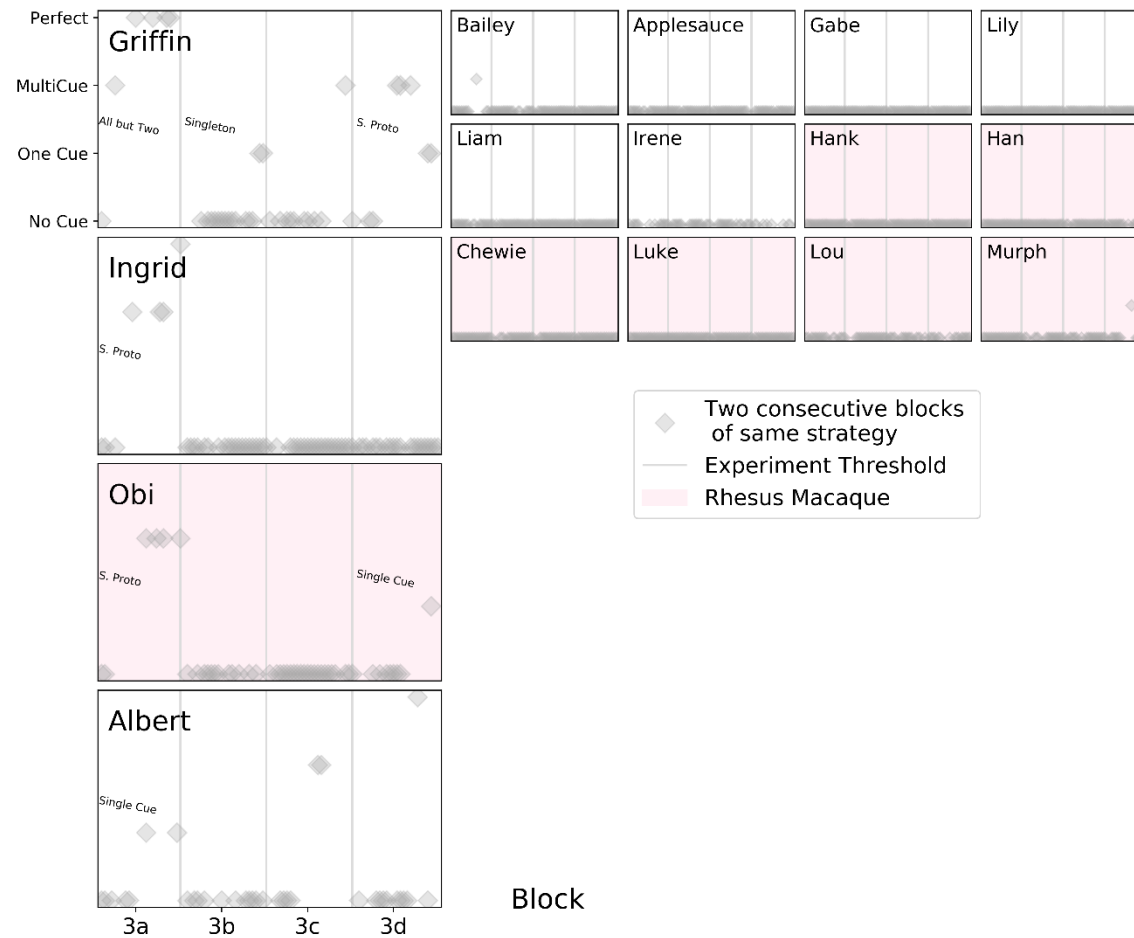 Perfect
MultiCue
One Cue
No Cue
Griffin
All but Two
Singleton
S. Proto
Bailey
Applesauce
Gabe
Lily
Liam
Irene
Hank
Han
Ingrid
S. Proto
Chewie
Luke
Lou
Murph
Two consecutive blocks
of same strategy
Experiment Threshold
Rhesus Macaque
Obi
S. Proto
Single Cue
Albert
Single Cue
3a
3b
3c
3d
Block